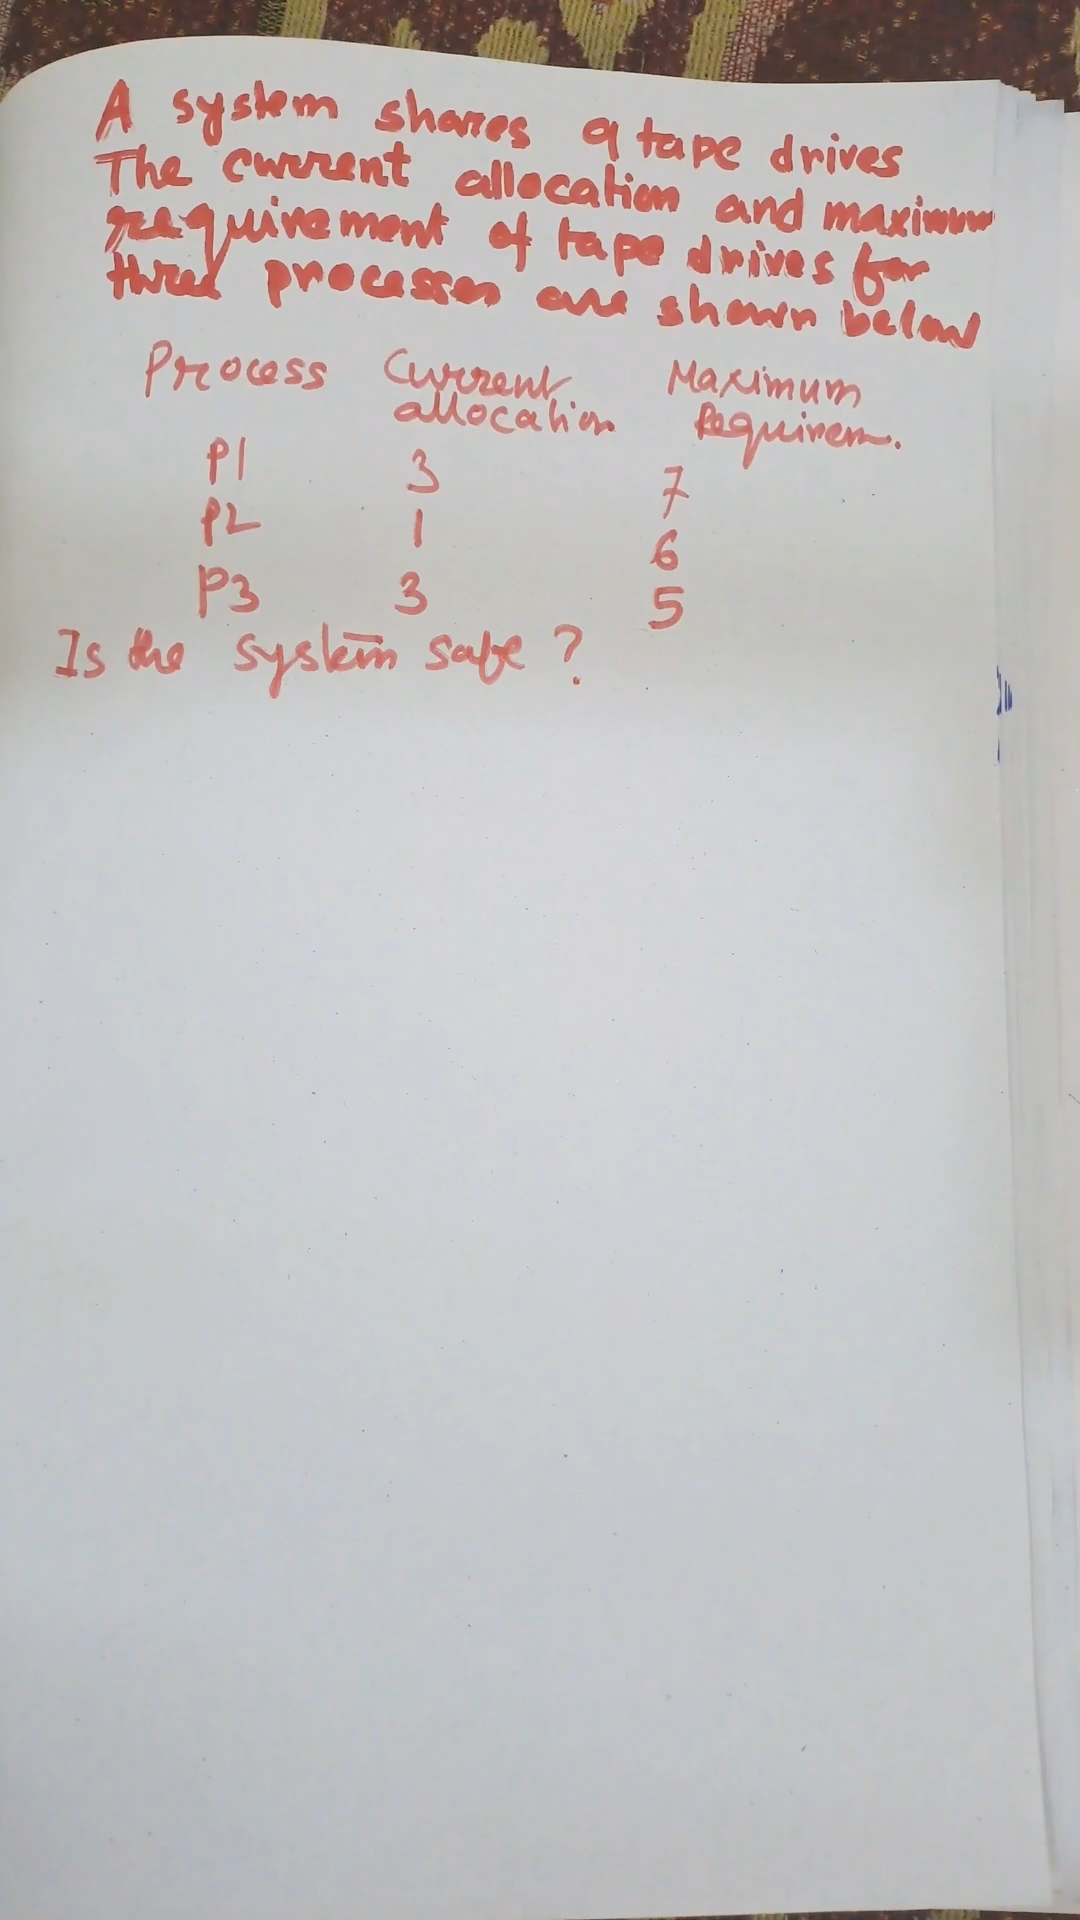 A system shares 9 tape drives
The current allocation and maximum
requirement of tape drives for
three processes are shown below
Process Current allocation Maximum Requirem.
P1 3 7
P2 1 6
P3 3 5
Is the system safe ?